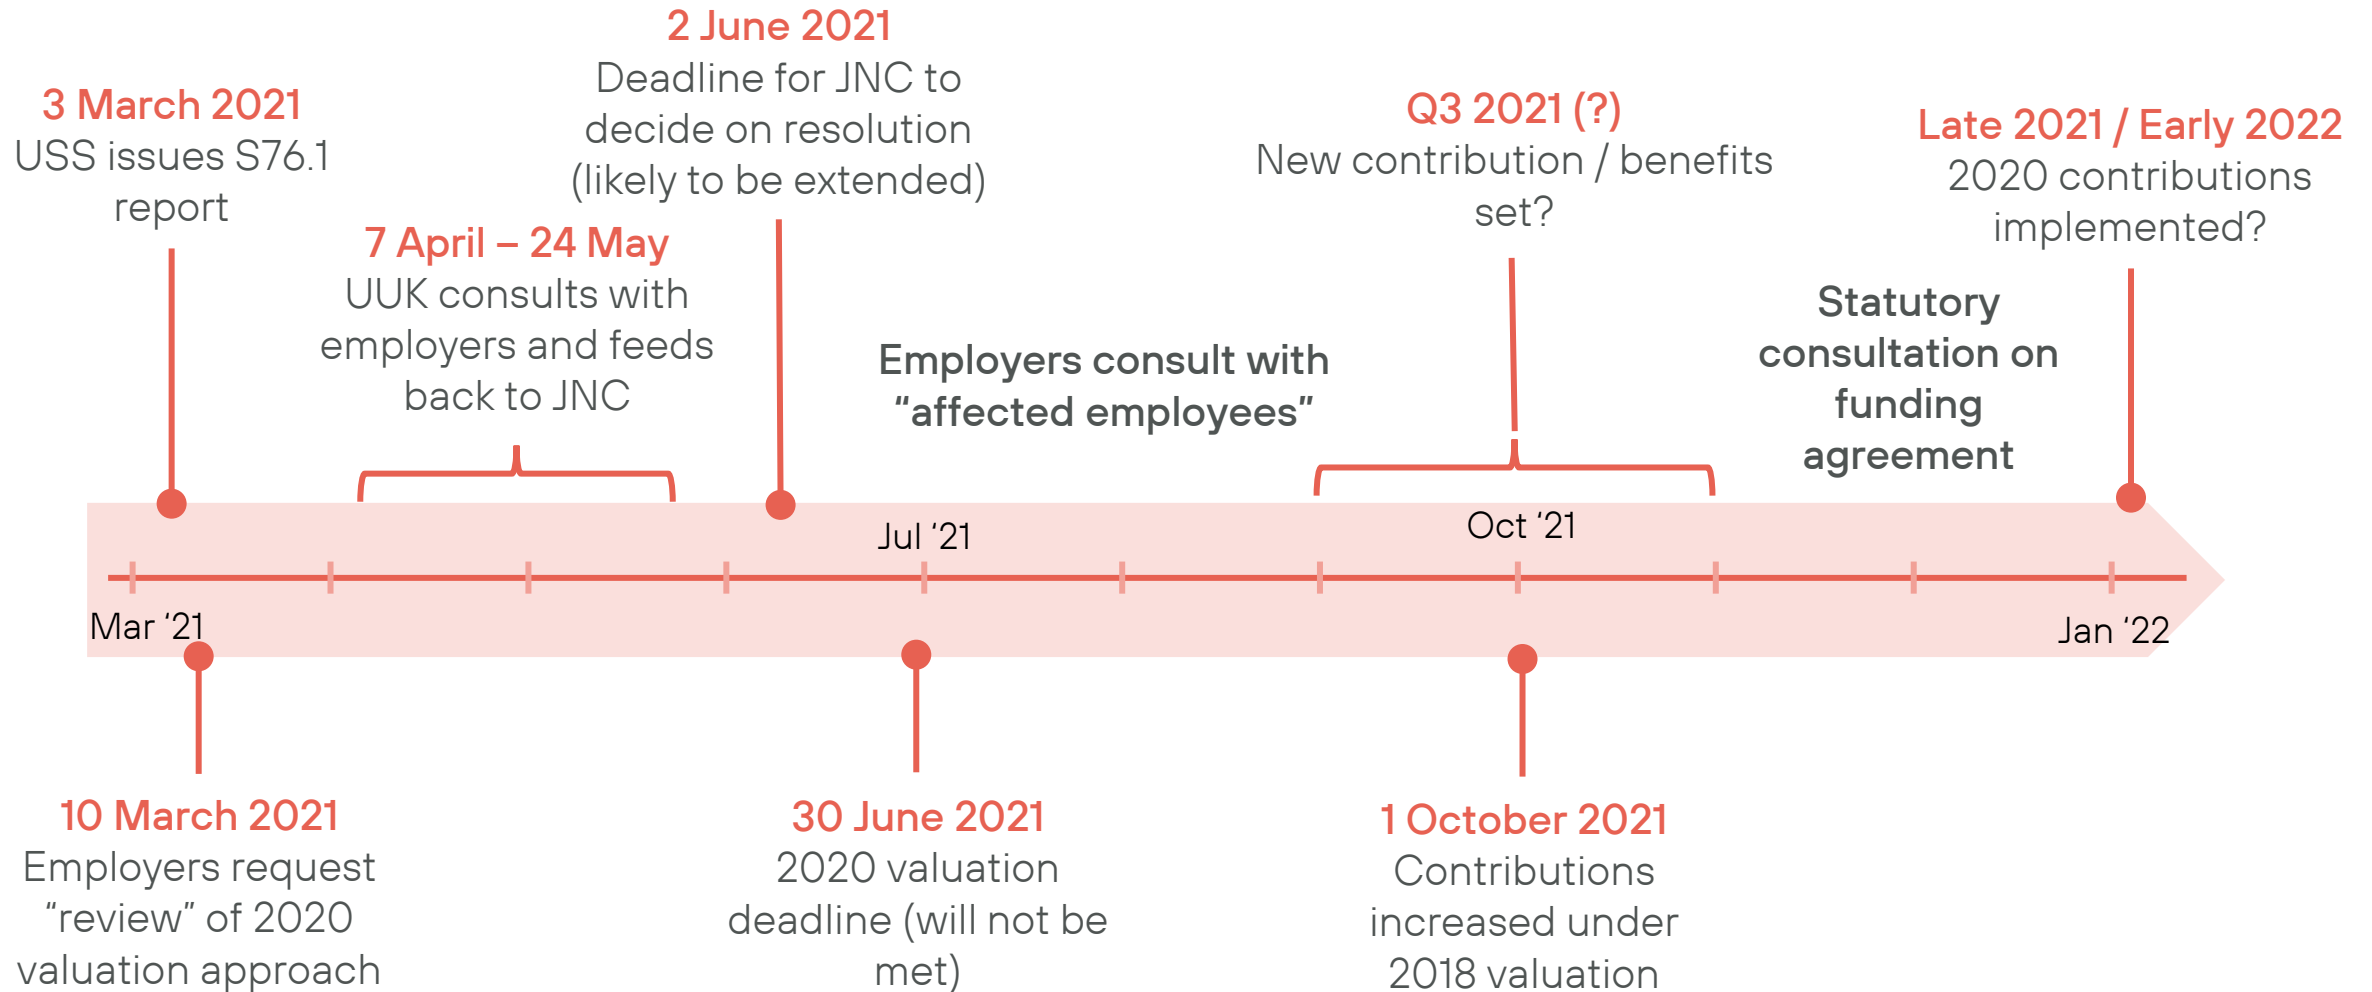 2 June 2021
Deadline for JNC to
decide on resolution
(likely to be extended)
3 March 2021
USS issues S76.1
report
7 April – 24 May
UUK consults with
employers and feeds
back to JNC
Employers consult with
“affected employees”
Q3 2021 (?)
New contribution / benefits
set?
Late 2021 / Early 2022
2020 contributions
implemented?
Statutory
consultation on
funding
agreement
Mar ‘21
Jul ‘21
Oct ‘21
Jan ‘22
10 March 2021
Employers request
“review” of 2020
valuation approach
30 June 2021
2020 valuation
deadline (will not be
met)
1 October 2021
Contributions
increased under
2018 valuation